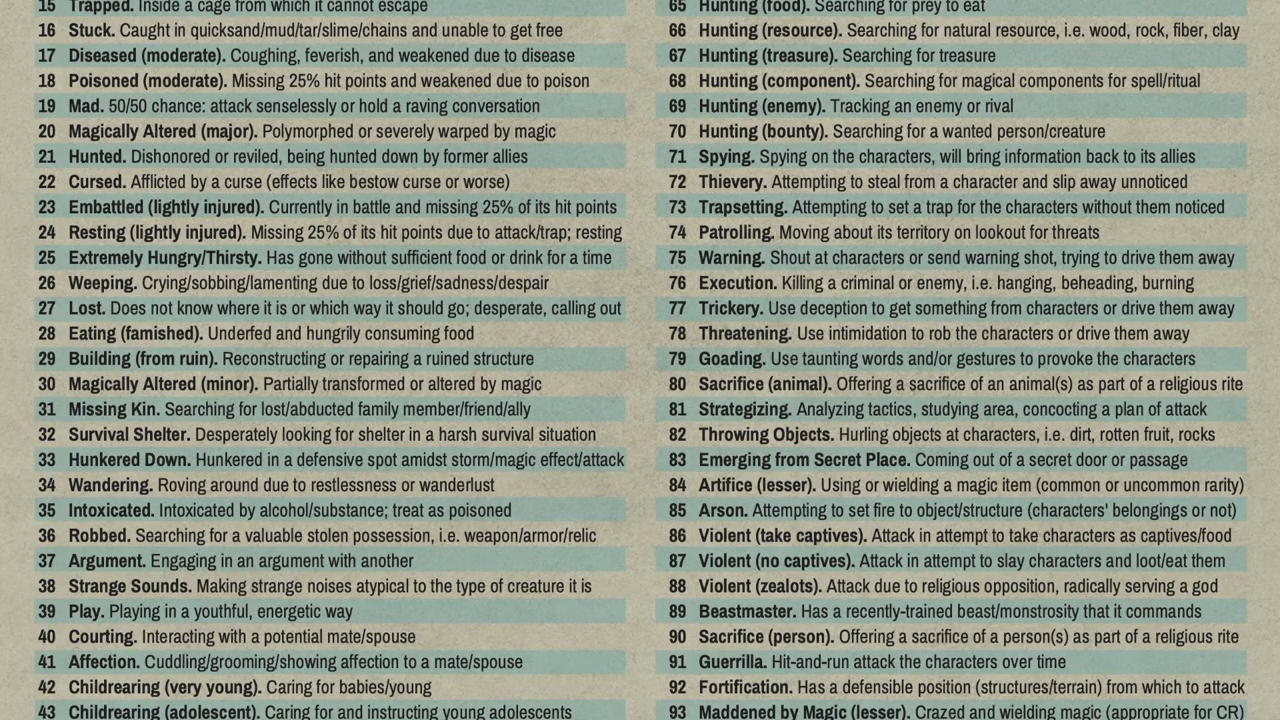 15 Trapped. Inside a cage from which it cannot escape
16 Stuck. Caught in quicksand/mud/tar/slime/chains and unable to get free
17 Diseased (moderate). Coughing, feverish, and weakened due to disease
18 Poisoned (moderate). Missing 25% hit points and weakened due to poison
19 Mad. 50/50 chance: attack senselessly or hold a raving conversation
20 Magically Altered (major). Polymorphed or severely warped by magic
21 Hunted. Dishonored or reviled, being hunted down by former allies
22 Cursed. Afflicted by a curse (effects like bestow curse or worse)
23 Embattled (lightly injured). Currently in battle and missing 25% of its hit points
24 Resting (lightly injured). Missing 25% of its hit points due to attack/trap; resting
25 Extremely Hungry/Thirsty. Has gone without sufficient food or drink for a time
26 Weeping. Crying/sobbing/lamenting due to loss/grief/sadness/despair
27 Lost. Does not know where it is or which way it should go; desperate, calling out
28 Eating (famished). Underfed and hungrily consuming food
29 Building (from ruin). Reconstructing or repairing a ruined structure
30 Magically Altered (minor). Partially transformed or altered by magic
31 Missing Kin. Searching for lost/abducted family member/friend/ally
32 Survival Shelter. Desperately looking for shelter in a harsh survival situation
33 Hunkered Down. Hunkered in a defensive spot amidst storm/magic effect/attack
34 Wandering. Roving around due to restlessness or wanderlust
35 Intoxicated. Intoxicated by alcohol/substance; treat as poisoned
36 Robbed. Searching for a valuable stolen possession, i.e. weapon/armor/relic
37 Argument. Engaging in an argument with another
38 Strange Sounds. Making strange noises atypical to the type of creature it is
39 Play. Playing in a youthful, energetic way
40 Courting. Interacting with a potential mate/spouse
41 Affection. Cuddling/grooming/showing affection to a mate/spouse
42 Childrearing (very young). Caring for babies/young
43 Childrearing (adolescent). Caring for and instructing young adolescents
65 Hunting (food). Searching for prey to eat
66 Hunting (resource). Searching for natural resource, i.e. wood, rock, fiber, clay
67 Hunting (treasure). Searching for treasure
68 Hunting (component). Searching for magical components for spell/ritual
69 Hunting (enemy). Tracking an enemy or rival
70 Hunting (bounty). Searching for a wanted person/creature
71 Spying. Spying on the characters, will bring information back to its allies
72 Thievery. Attempting to steal from a character and slip away unnoticed
73 Trapsetting. Attempting to set a trap for the characters without them noticed
74 Patrolling. Moving about its territory on lookout for threats
75 Warning. Shout at characters or send warning shot, trying to drive them away
76 Execution. Killing a criminal or enemy, i.e. hanging, beheading, burning
77 Trickery. Use deception to get something from characters or drive them away
78 Threatening. Use intimidation to rob the characters or drive them away
79 Goading. Use taunting words and/or gestures to provoke the characters
80 Sacrifice (animal). Offering a sacrifice of an animal(s) as part of a religious rite
81 Strategizing. Analyzing tactics, studying area, concocting a plan of attack
82 Throwing Objects. Hurling objects at characters, i.e. dirt, rotten fruit, rocks
83 Emerging from Secret Place. Coming out of a secret door or passage
84 Artifice (lesser). Using or wielding a magic item (common or uncommon rarity)
85 Arson. Attempting to set fire to object/structure (characters' belongings or not)
86 Violent (take captives). Attack in attempt to take characters as captives/food
87 Violent (no captives). Attack in attempt to slay characters and loot/eat them
88 Violent (zealots). Attack due to religious opposition, radically serving a god
89 Beastmaster. Has a recently-trained beast/monstrosity that it commands
90 Sacrifice (person). Offering a sacrifice of a person(s) as part of a religious rite
91 Guerrilla. Hit-and-run attack the characters over time
92 Fortification. Has a defensible position (structures/terrain) from which to attack
93 Maddened by Magic (lesser). Crazed and wielding magic (appropriate for CR)